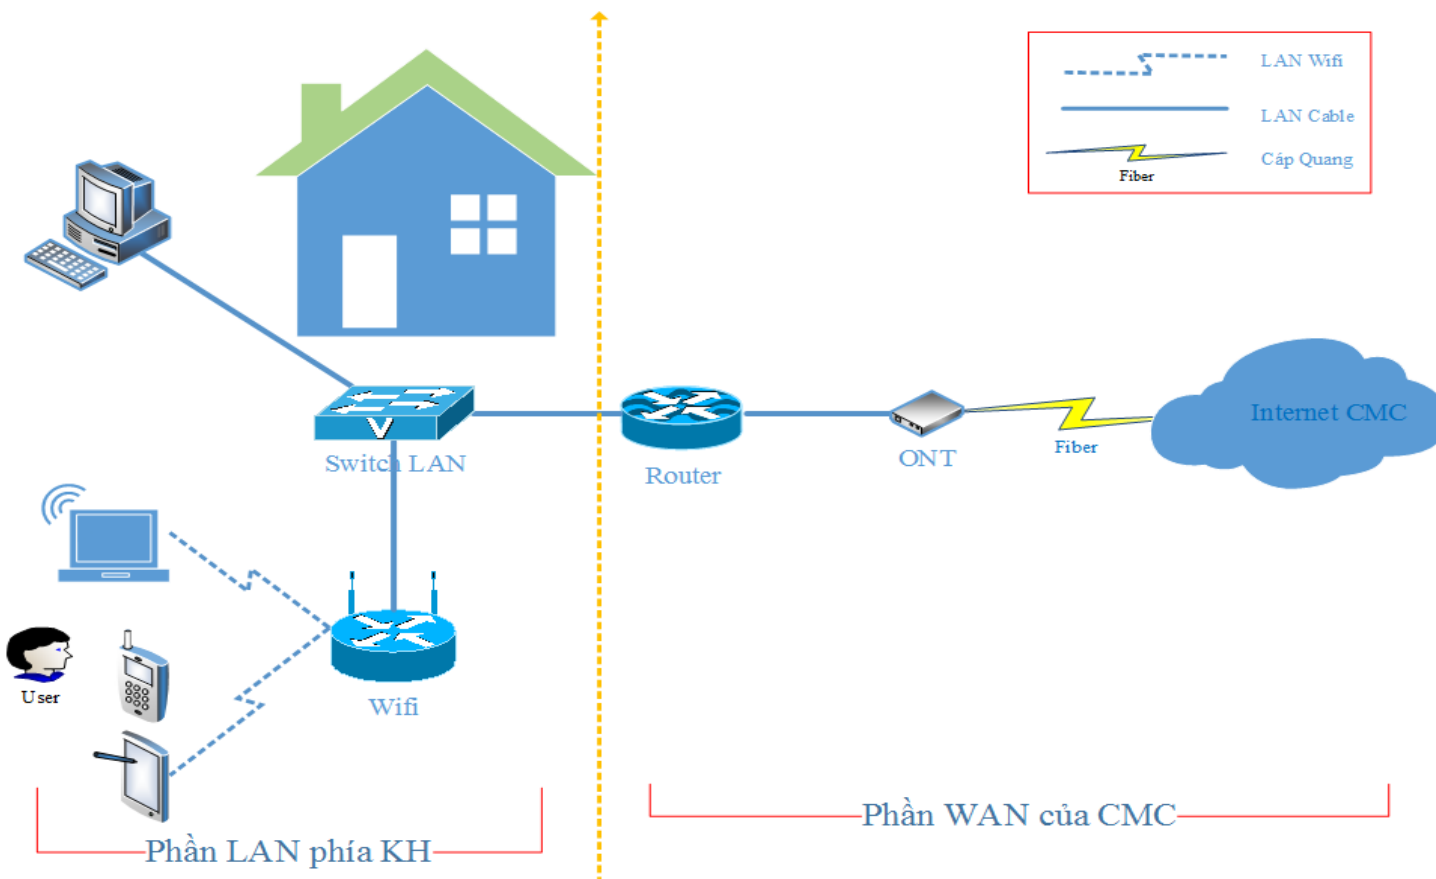 LAN Wifi
LAN Cable
Cáp Quang
Fiber
Internet CMC
Switch LAN
Router
ONT
Fiber
User
Wifi
Phần LAN phía KH
Phần WAN của CMC